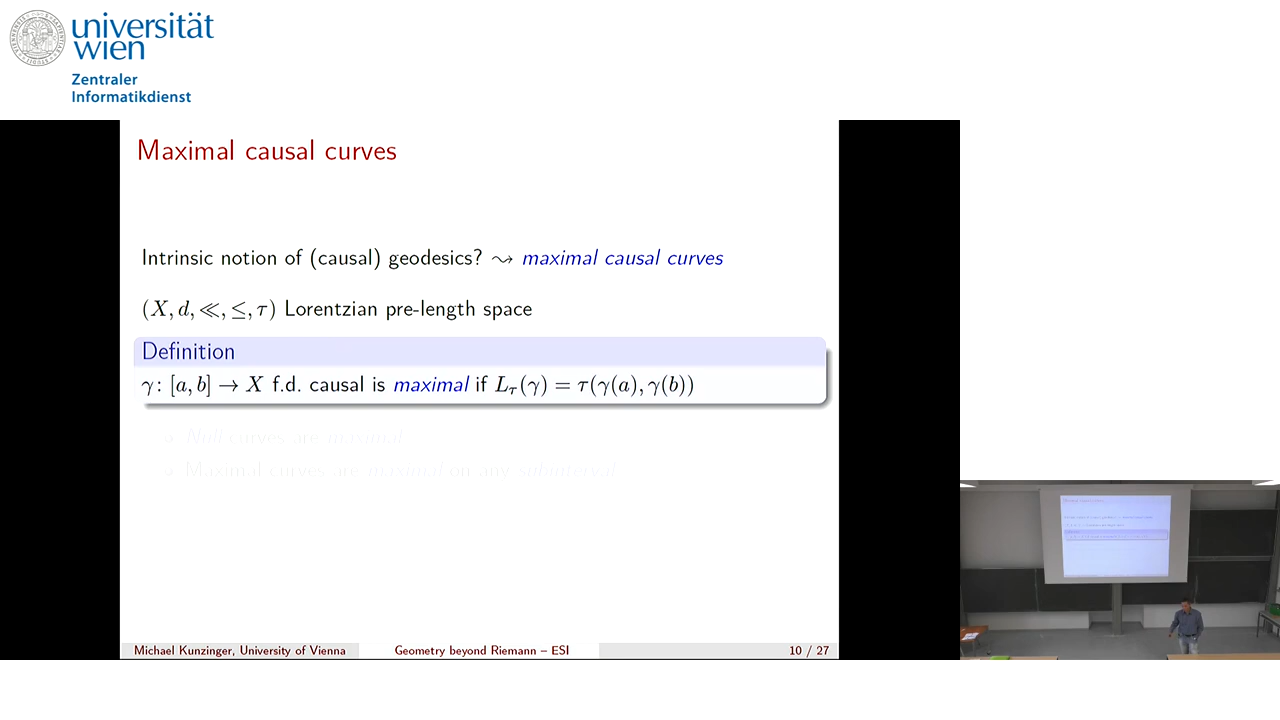 universität
wien
Zentraler
Informatikdienst
Maximal causal curves
Intrinsic notion of (causal) geodesics? ⇝ maximal causal curves
(X, d, ≪, ≤, τ) Lorentzian pre-length space
Definition
γ: [a, b] → X f.d. causal is maximal if L_τ(γ) = τ(γ(a), γ(b))
Null curves are maximal
Maximal curves are maximal on any subinterval
Michael Kunzinger, University of Vienna
Geometry beyond Riemann – ESI
10 / 27